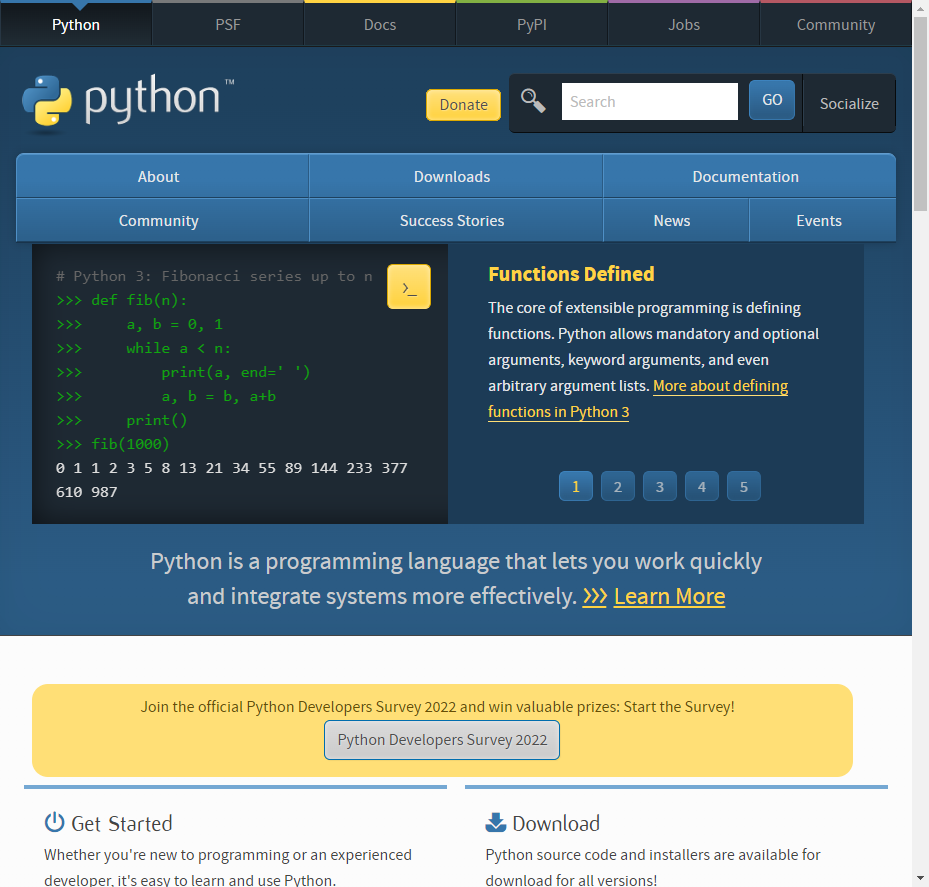 Python
PSF
Docs
PyPI
Jobs
Community
python™
Donate
Search
GO
Socialize
About
Downloads
Documentation
Community
Success Stories
News
Events
# Python 3: Fibonacci series up to n
>>> def fib(n):
>>>     a, b = 0, 1
>>>     while a < n:
>>>         print(a, end=' ')
>>>         a, b = b, a+b
>>>     print()
>>> fib(1000)
0 1 1 2 3 5 8 13 21 34 55 89 144 233 377
610 987
>_
Functions Defined
The core of extensible programming is defining
functions. Python allows mandatory and optional
arguments, keyword arguments, and even
arbitrary argument lists. More about defining
functions in Python 3
1
2
3
4
5
Python is a programming language that lets you work quickly
and integrate systems more effectively. >>> Learn More
Join the official Python Developers Survey 2022 and win valuable prizes: Start the Survey!
Python Developers Survey 2022
Get Started
Whether you're new to programming or an experienced
developer, it's easy to learn and use Python.
Download
Python source code and installers are available for
download for all versions!